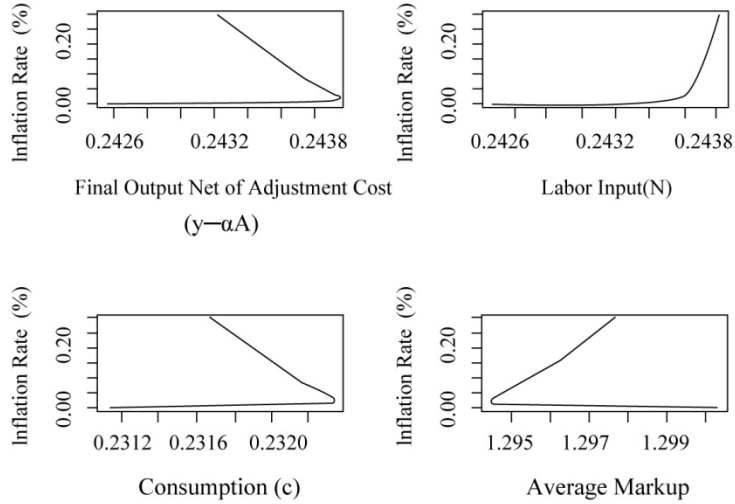 Inflation Rate (%)
0.00 0.20
0.2426 0.2432 0.2438
Final Output Net of Adjustment Cost
(y—αA)
Inflation Rate (%)
0.00 0.20
0.2426 0.2432 0.2438
Labor Input(N)
Inflation Rate (%)
0.00 0.20
0.2312 0.2316 0.2320
Consumption (c)
Inflation Rate (%)
0.00 0.20
1.295 1.297 1.299
Average Markup